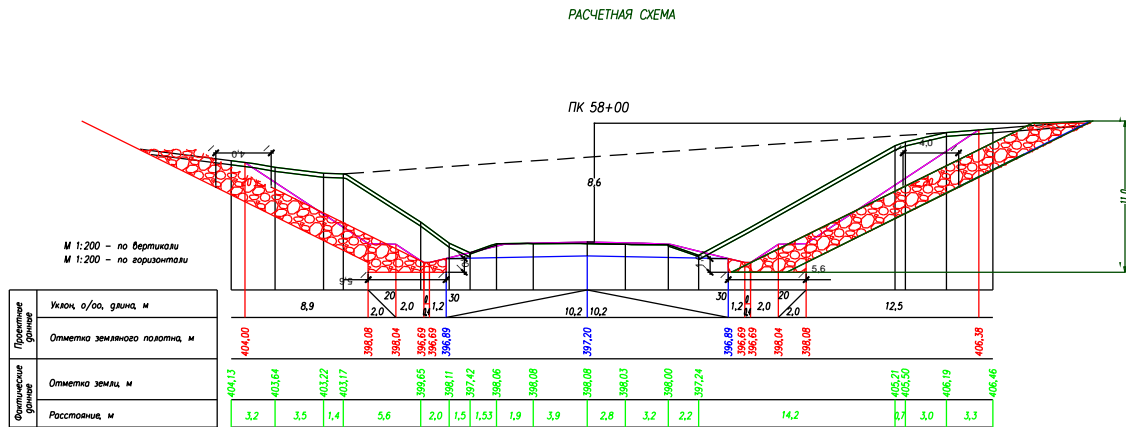 РАСЧЕТНАЯ СХЕМА
ПК 58+00
4,0
4,0
8,6
11,0
М 1:200 – по вертикали
М 1:200 – по горизонтали
5,5
5,6
Проектные данные
Уклон, о/оо, длина, м
8,9 2,0 20 2,0 1,2 30 10,2 10,2 30 1,2 2,0 20 2,0 12,5
Отметка земляного полотна, м
404,00 398,08 398,04 396,69 396,69 396,89 397,20 396,89 396,69 396,69 398,04 398,08 406,38
Фактические данные
Отметка земли, м
404,13 403,64 403,22 403,17 399,65 398,11 397,42 398,06 398,08 398,08 398,03 398,00 397,24 405,21 405,50 406,19 406,46
Расстояние, м
3,2 3,5 1,4 5,6 2,0 1,5 1,53 1,9 3,9 2,8 3,2 2,2 14,2 0,7 3,0 3,3